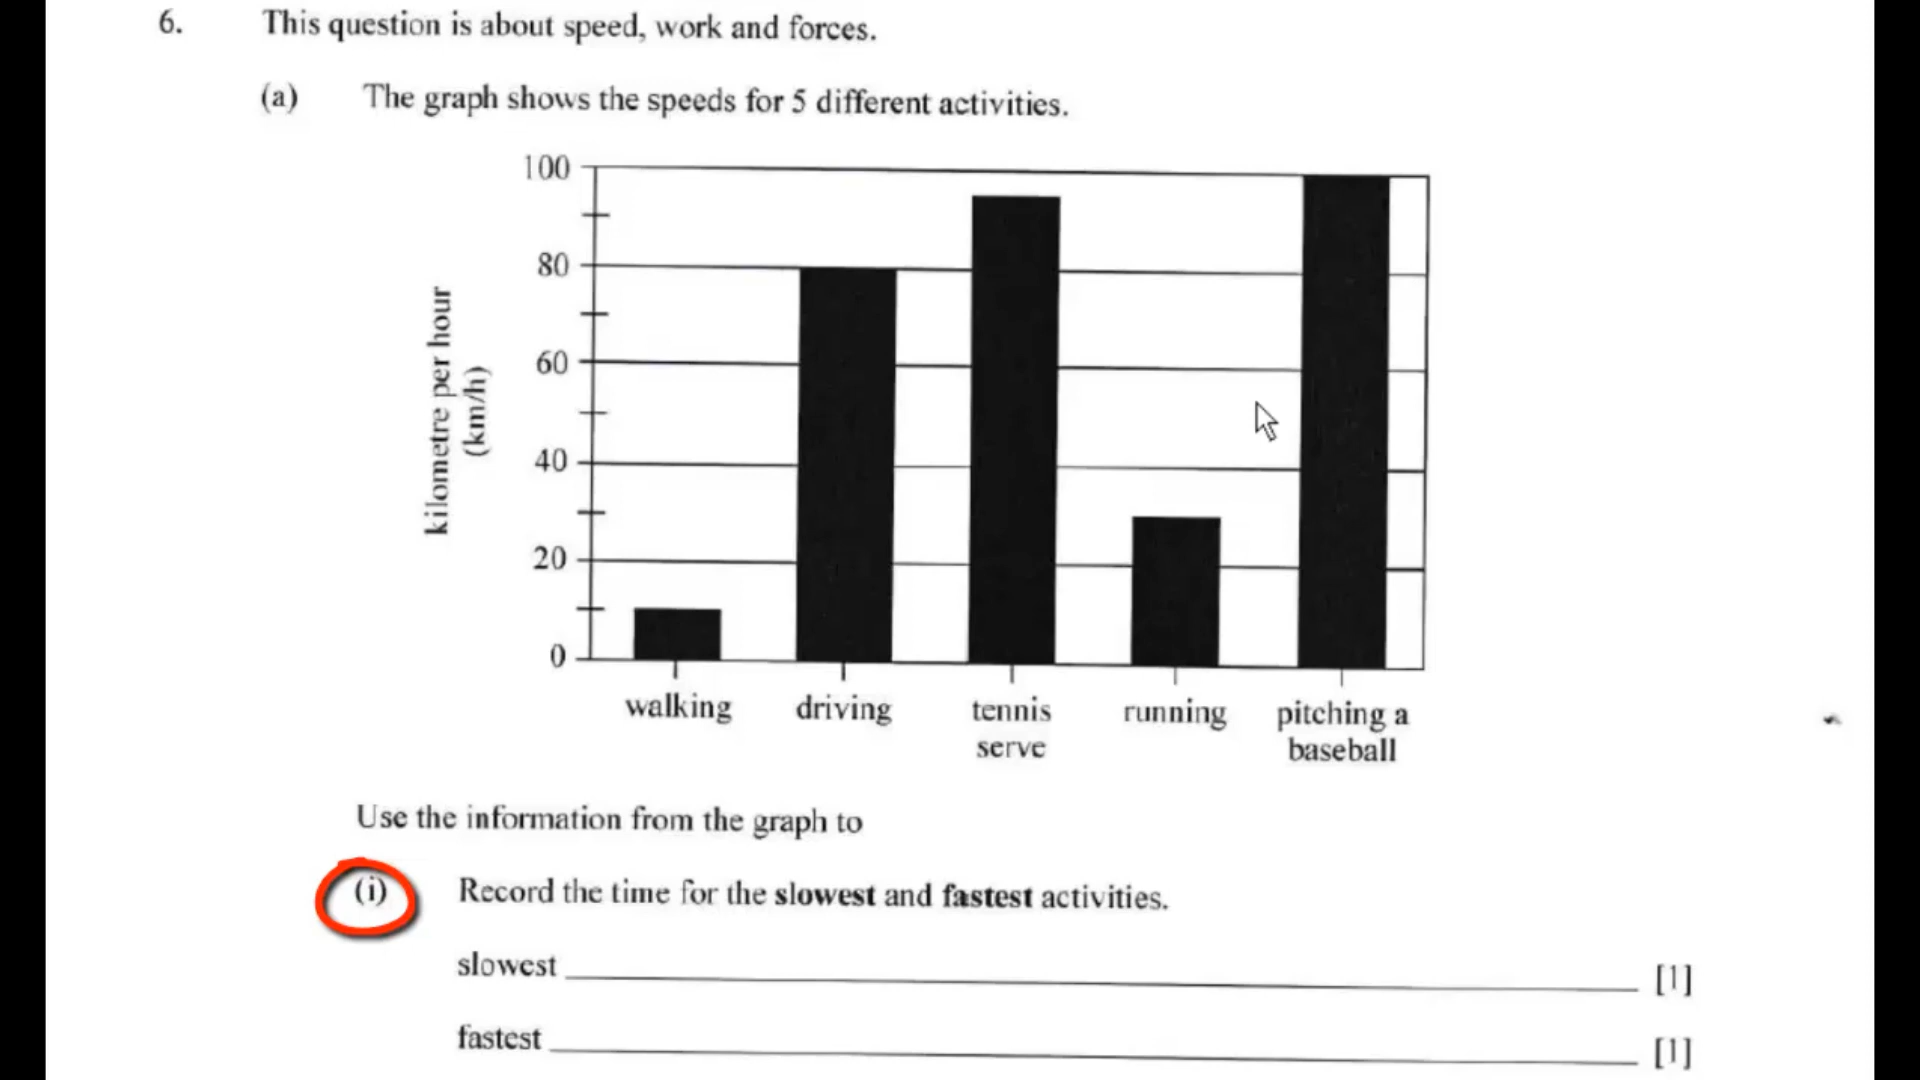 6. This question is about speed, work and forces.
(a) The graph shows the speeds for 5 different activities.
kilometre per hour
(km/h)
100
80
60
40
20
0
walking driving tennis running pitching a
serve baseball
Use the information from the graph to
(i) Record the time for the slowest and fastest activities.
slowest [1]
fastest [1]